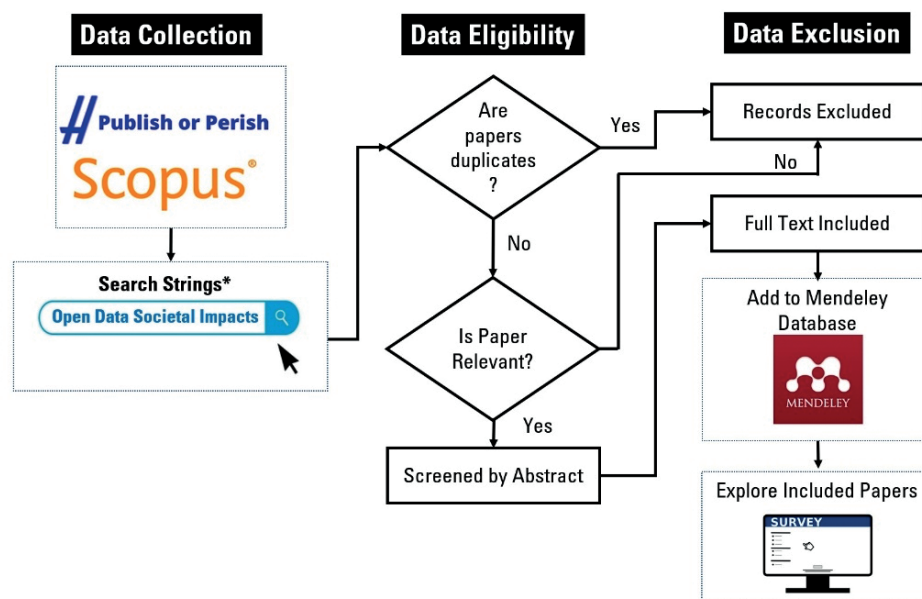 Data Collection
Data Eligibility
Data Exclusion
Publish or Perish
Scopus®
Search Strings*
Open Data Societal Impacts
Are
papers
duplicates
?
Yes
No
Is Paper
Relevant?
No
Yes
Screened by Abstract
Records Excluded
Full Text Included
Add to Mendeley
Database
MENDELEY
Explore Included Papers
SURVEY